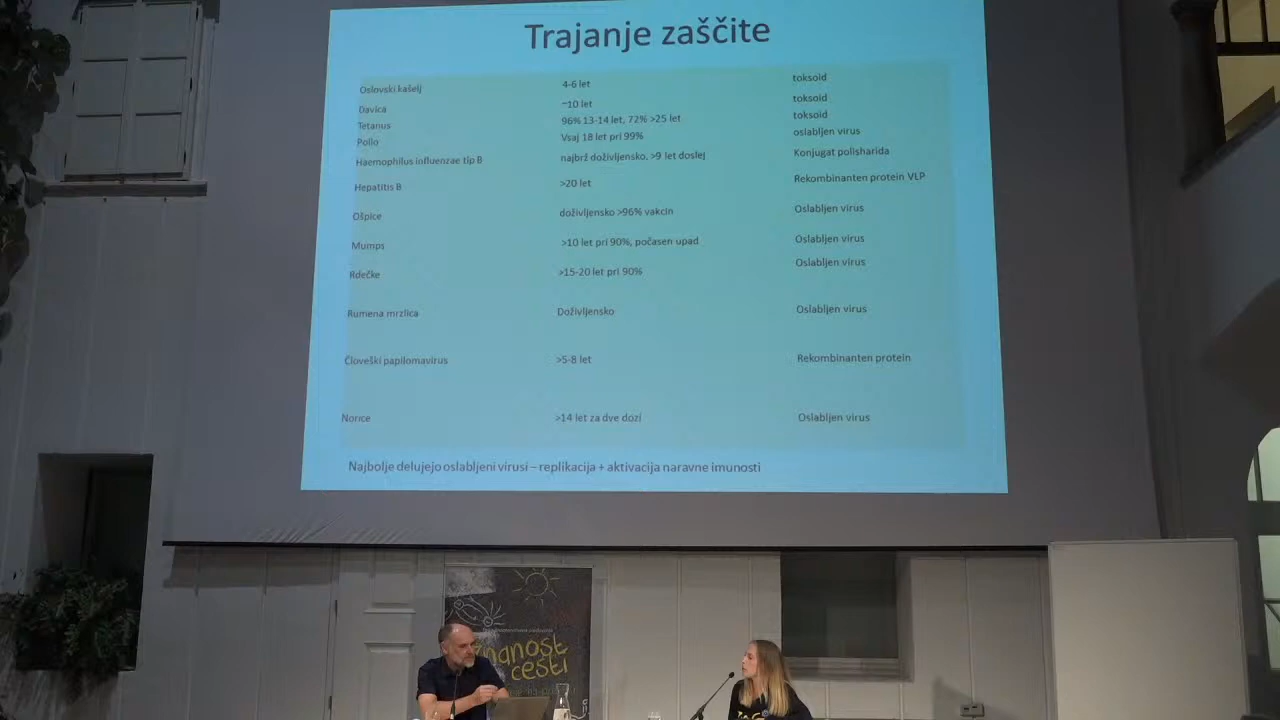 Trajanje zaščite
Oslovski kašelj 4-6 let toksoid
Davica ~10 let toksoid
Tetanus 96% 13-14 let, 72% >25 let toksoid
Polio Vsaj 18 let pri 99% oslabljen virus
Haemophilus influenzae tip B najbrž doživljensko, >9 let doslej Konjugat polisharida
Hepatitis B >20 let Rekombinanten protein VLP
Ošpice doživljensko >96% vakcin Oslabljen virus
Mumps >10 let pri 90%, počasen upad Oslabljen virus
Rdečke >15-20 let pri 90% Oslabljen virus
Rumena mrzlica Doživljensko Oslabljen virus
Človeški papilomavirus >5-8 let Rekombinanten protein
Norice >14 let za dve dozi Oslabljen virus
Najbolje delujejo oslabljeni virusi – replikacija + aktivacija naravne imunosti
znanost
cesti